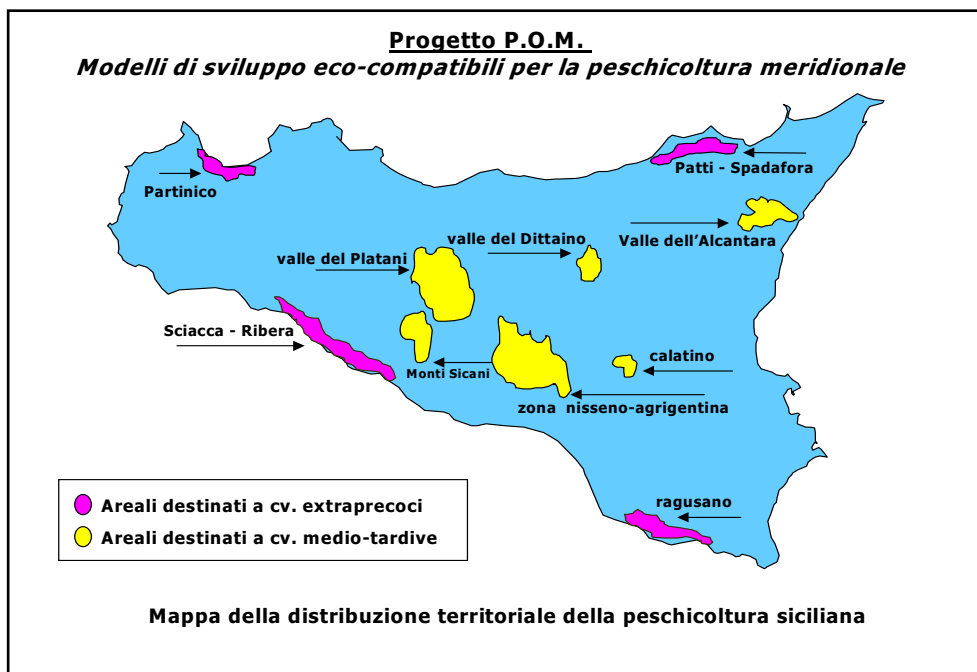 Progetto P.O.M.
Modelli di sviluppo eco-compatibili per la peschicoltura meridionale
Partinico
Patti - Spadafora
Valle dell'Alcantara
valle del Dittaino
valle del Platani
Sciacca - Ribera
Monti Sicani
calatino
zona nisseno-agrigentina
ragusano
Areali destinati a cv. extraprecoci
Areali destinati a cv. medio-tardive
Mappa della distribuzione territoriale della peschicoltura siciliana